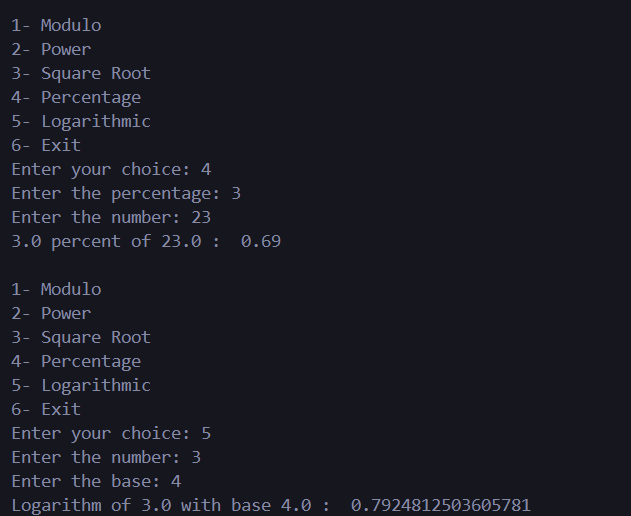 1- Modulo
2- Power
3- Square Root
4- Percentage
5- Logarithmic
6- Exit
Enter your choice: 4
Enter the percentage: 3
Enter the number: 23
3.0 percent of 23.0 :  0.69

1- Modulo
2- Power
3- Square Root
4- Percentage
5- Logarithmic
6- Exit
Enter your choice: 5
Enter the number: 3
Enter the base: 4
Logarithm of 3.0 with base 4.0 :  0.7924812503605781